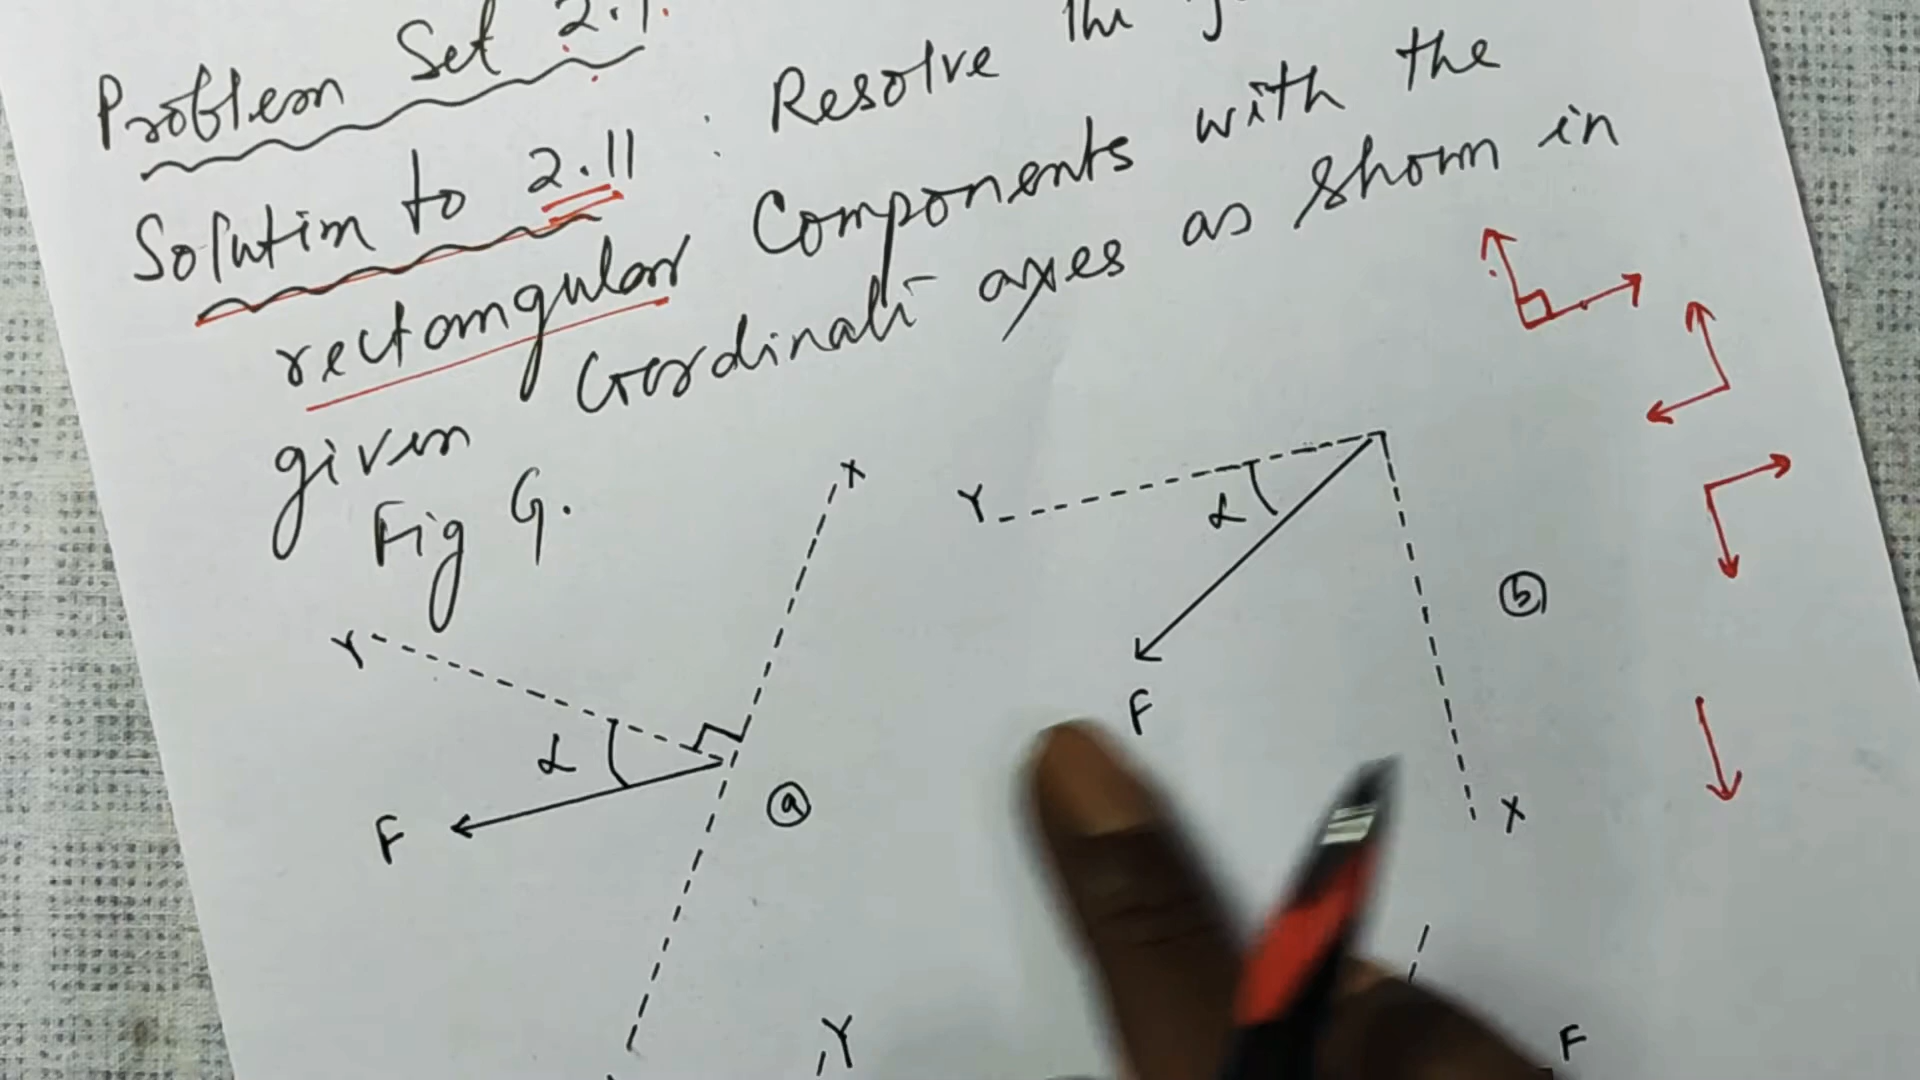 Problem Set 2.1.
Solution to 2.11 : Resolve the
rectangular Components with the
given Coordinate axes as shown in
Fig G.
X
Y
α
F
a
Y
α
F
b
X
Y
F